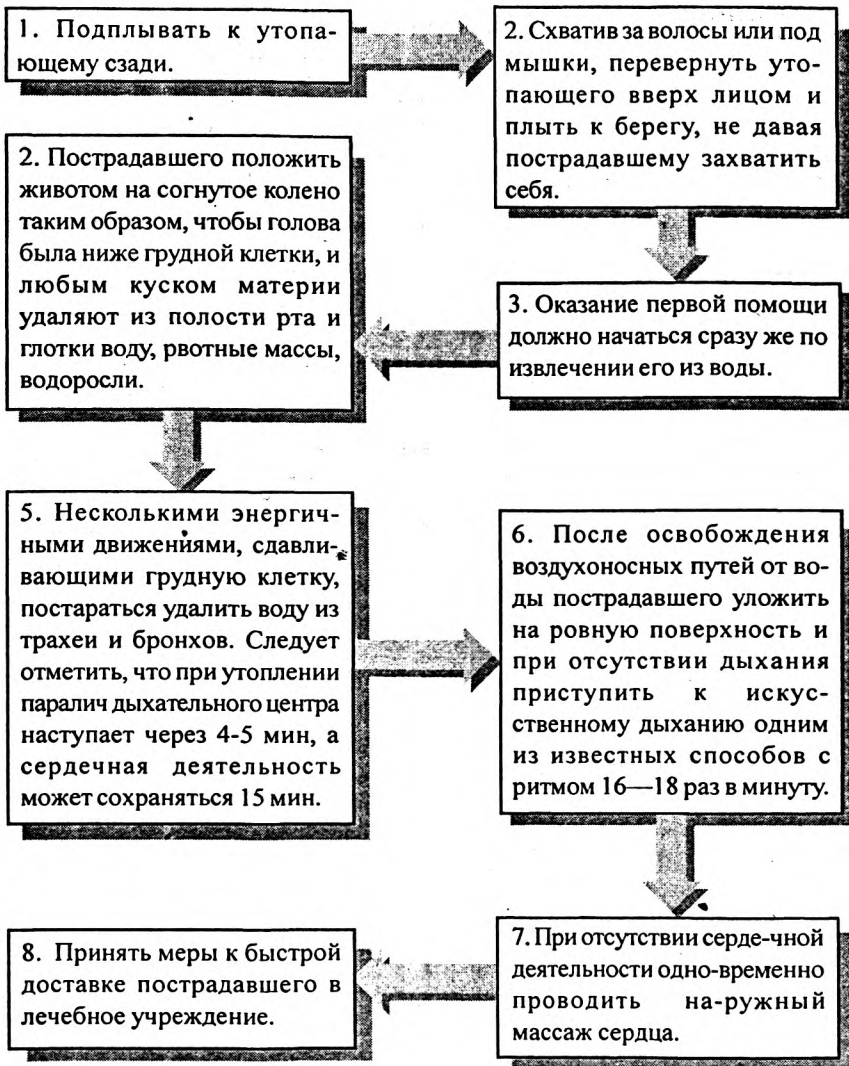 1. Подплывать к утопа-
ющему сзади.
2. Схватив за волосы или под
мышки, перевернуть уто-
пающего вверх лицом и
плыть к берегу, не давая
пострадавшему захватить
себя.
3. Оказание первой помощи
должно начаться сразу же по
извлечении его из воды.
2. Пострадавшего положить
животом на согнутое колено
таким образом, чтобы голова
была ниже грудной клетки, и
любым куском материи
удаляют из полости рта и
глотки воду, рвотные массы,
водоросли.
5. Несколькими энергич-
ными движениями, сдавли-
вающими грудную клетку,
постараться удалить воду из
трахеи и бронхов. Следует
отметить, что при утоплении
паралич дыхательного центра
наступает через 4-5 мин, а
сердечная деятельность
может сохраняться 15 мин.
6. После освобождения
воздухоносных путей от во-
ды пострадавшего уложить
на ровную поверхность и
при отсутствии дыхания
приступить к искус-
ственному дыханию одним
из известных способов с
ритмом 16—18 раз в минуту.
7. При отсутствии серде-чной
деятельности одно-временно
проводить на-ружный
массаж сердца.
8. Принять меры к быстрой
доставке пострадавшего в
лечебное учреждение.